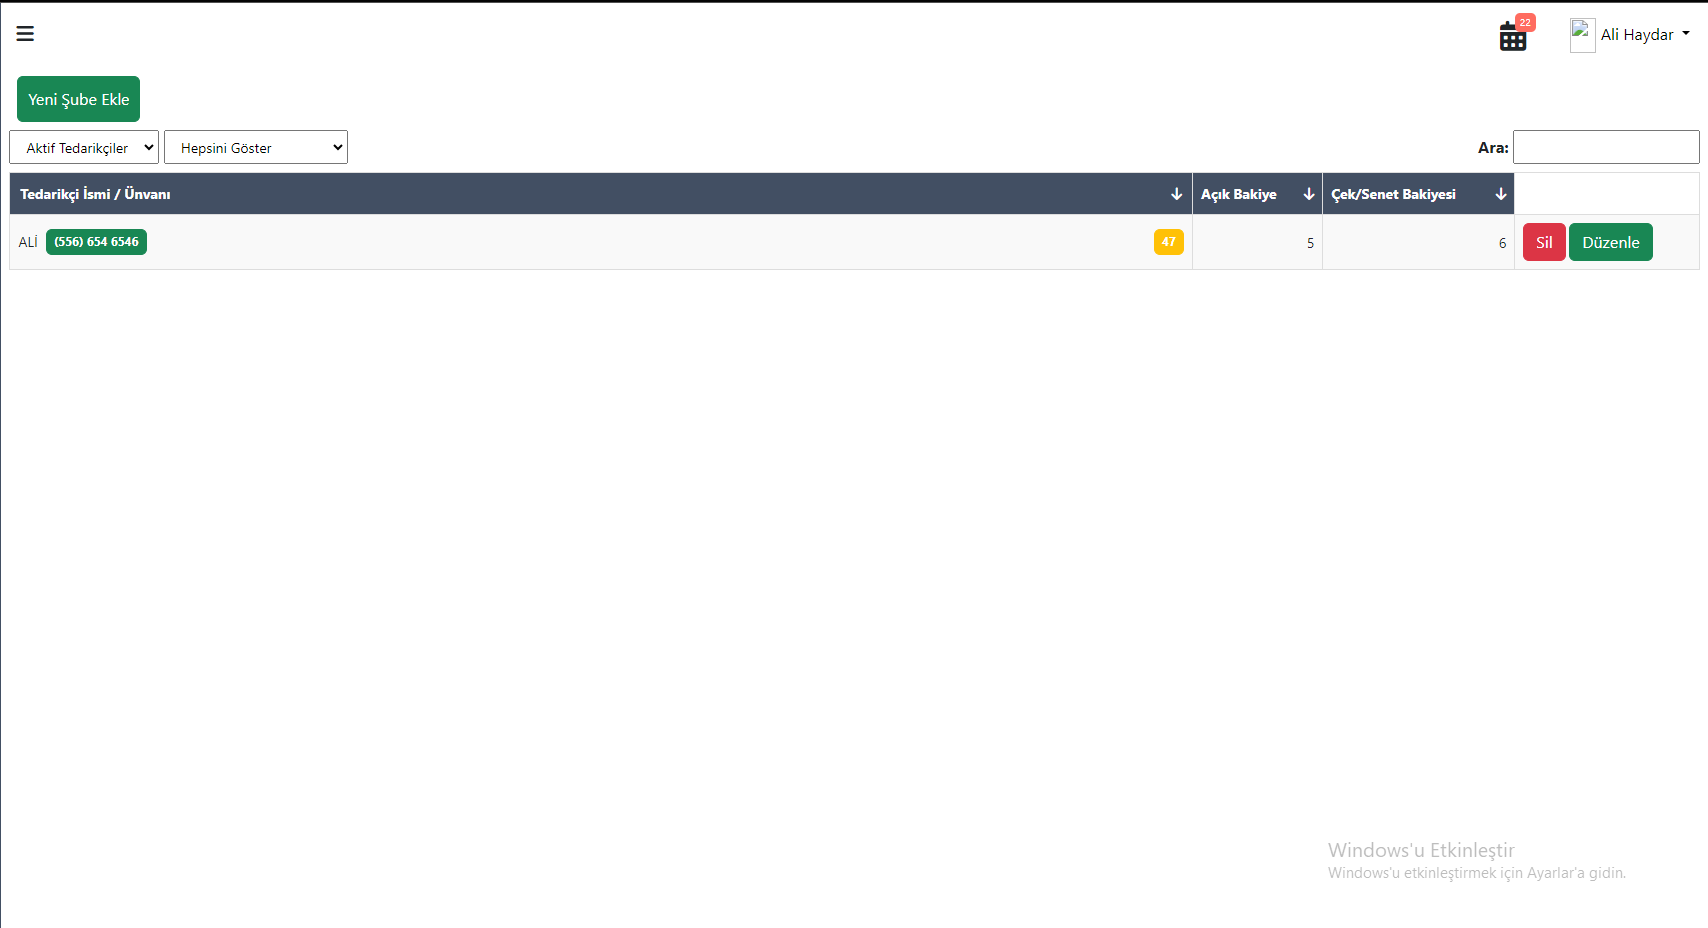 22
Ali Haydar
Yeni Şube Ekle
Aktif Tedarikçiler Hepsini Göster Ara:
Tedarikçi İsmi / Ünvanı Açık Bakiye Çek/Senet Bakiyesi
ALİ (556) 654 6546 47 5 6 Sil Düzenle
Windows'u Etkinleştir
Windows'u etkinleştirmek için Ayarlar'a gidin.